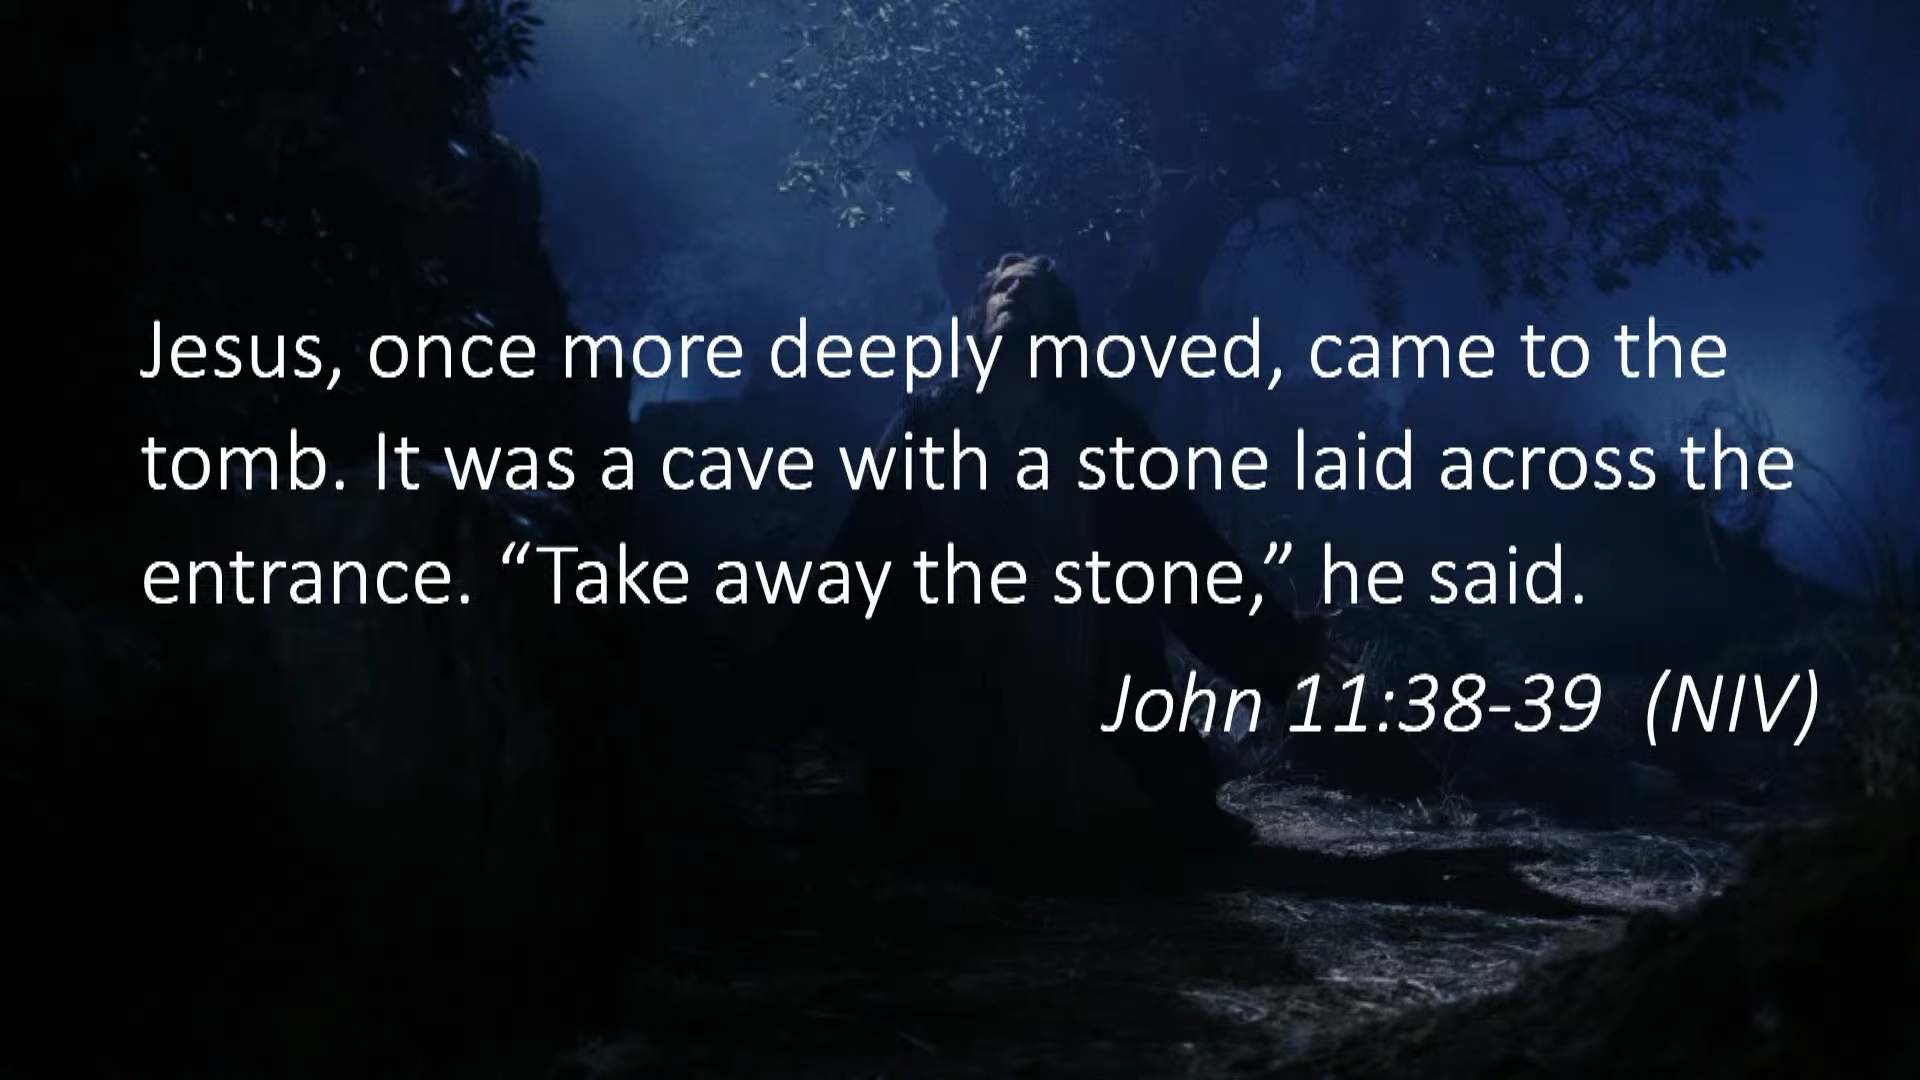 Jesus, once more deeply moved, came to the
tomb. It was a cave with a stone laid across the
entrance. “Take away the stone,” he said.
John 11:38-39 (NIV)